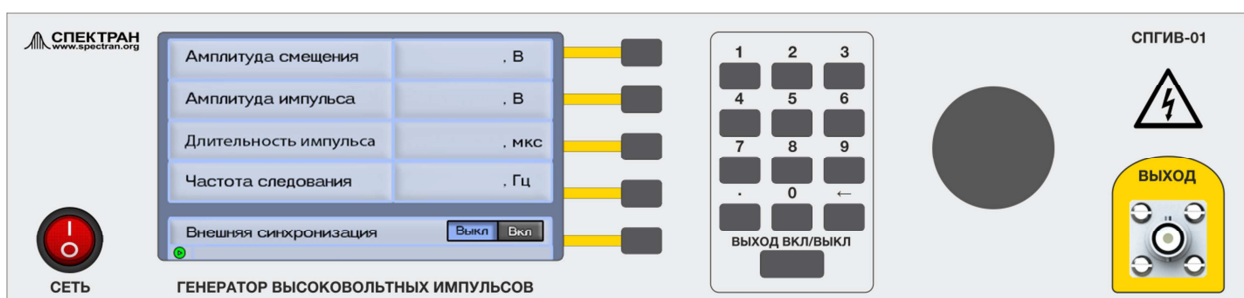 СПЕКТРАН
www.spectran.org
Амплитуда смещения , В
Амплитуда импульса , В
Длительность импульса , мкс
Частота следования , Гц
Внешняя синхронизация Выкл Вкл
СЕТЬ
ГЕНЕРАТОР ВЫСОКОВОЛЬТНЫХ ИМПУЛЬСОВ
1 2 3
4 5 6
7 8 9
. 0 ←
ВЫХОД ВКЛ/ВЫКЛ
СПГИВ-01
ВЫХОД